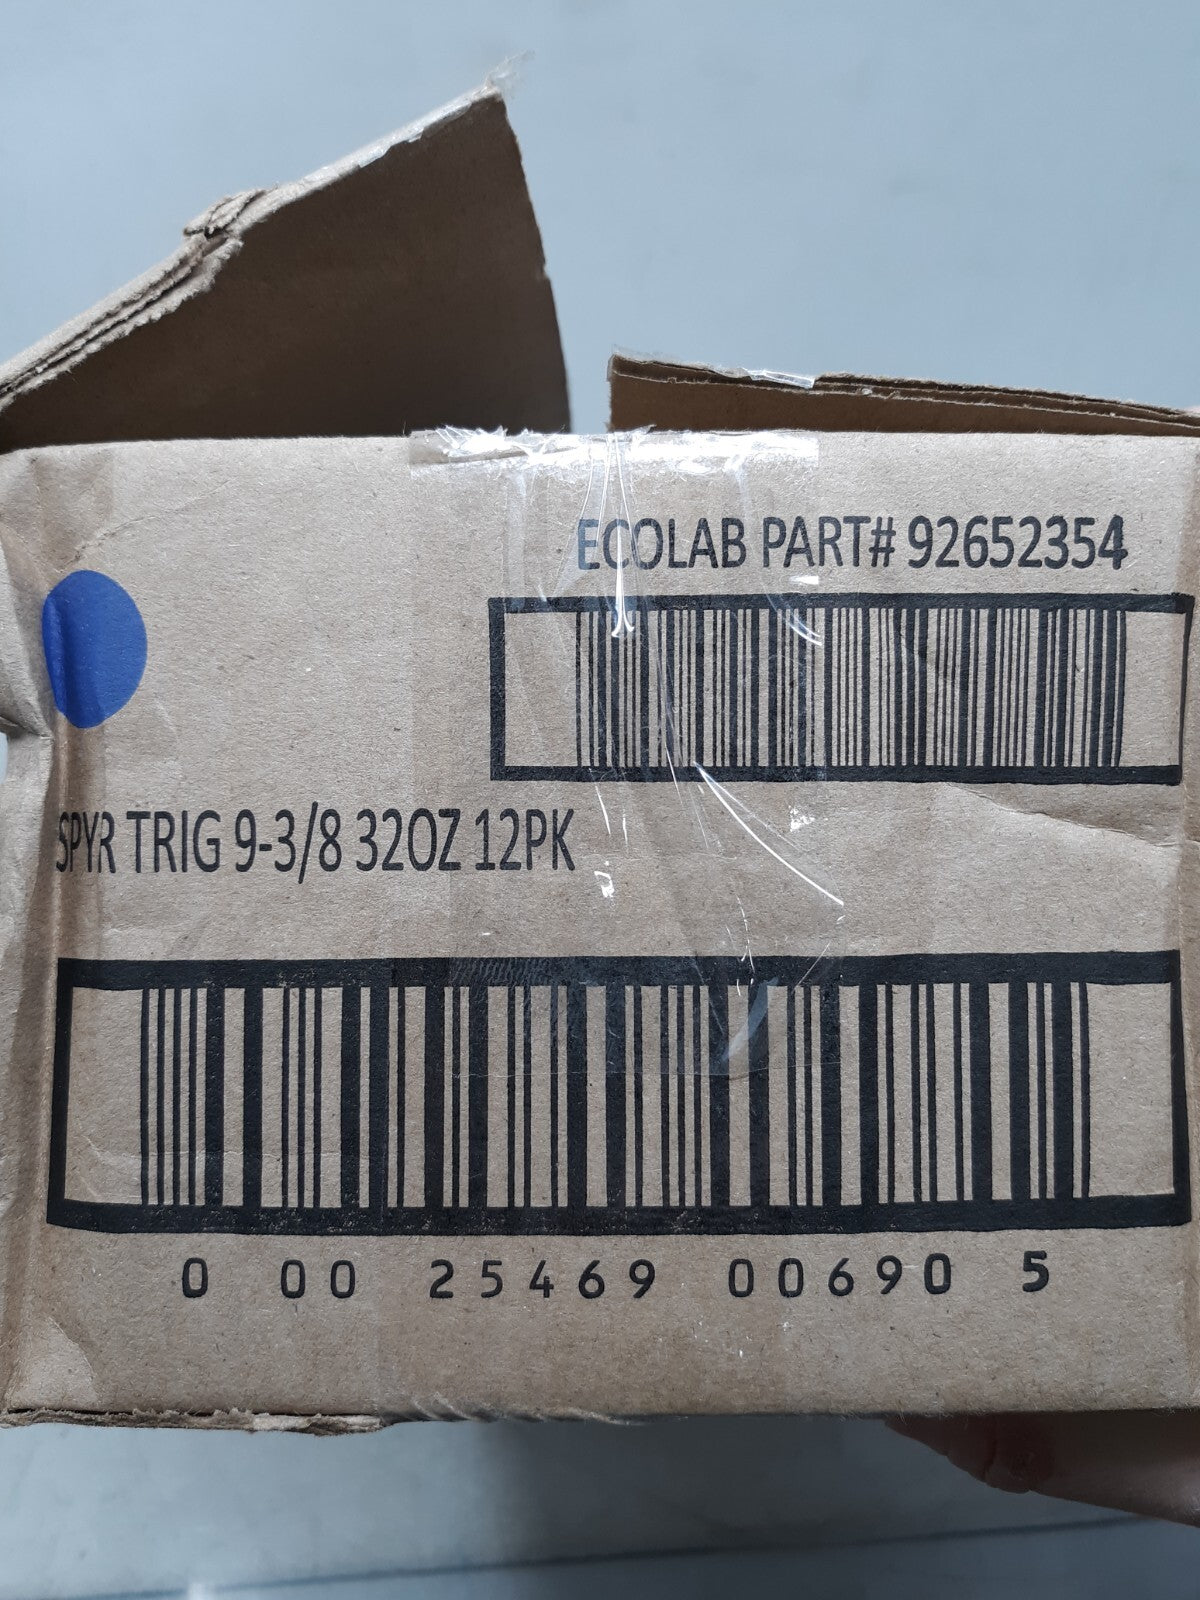 ECOLAB PART# 92652354
SPYR TRIG 9-3/8 32OZ 12PK
0 00 25469 00690 5